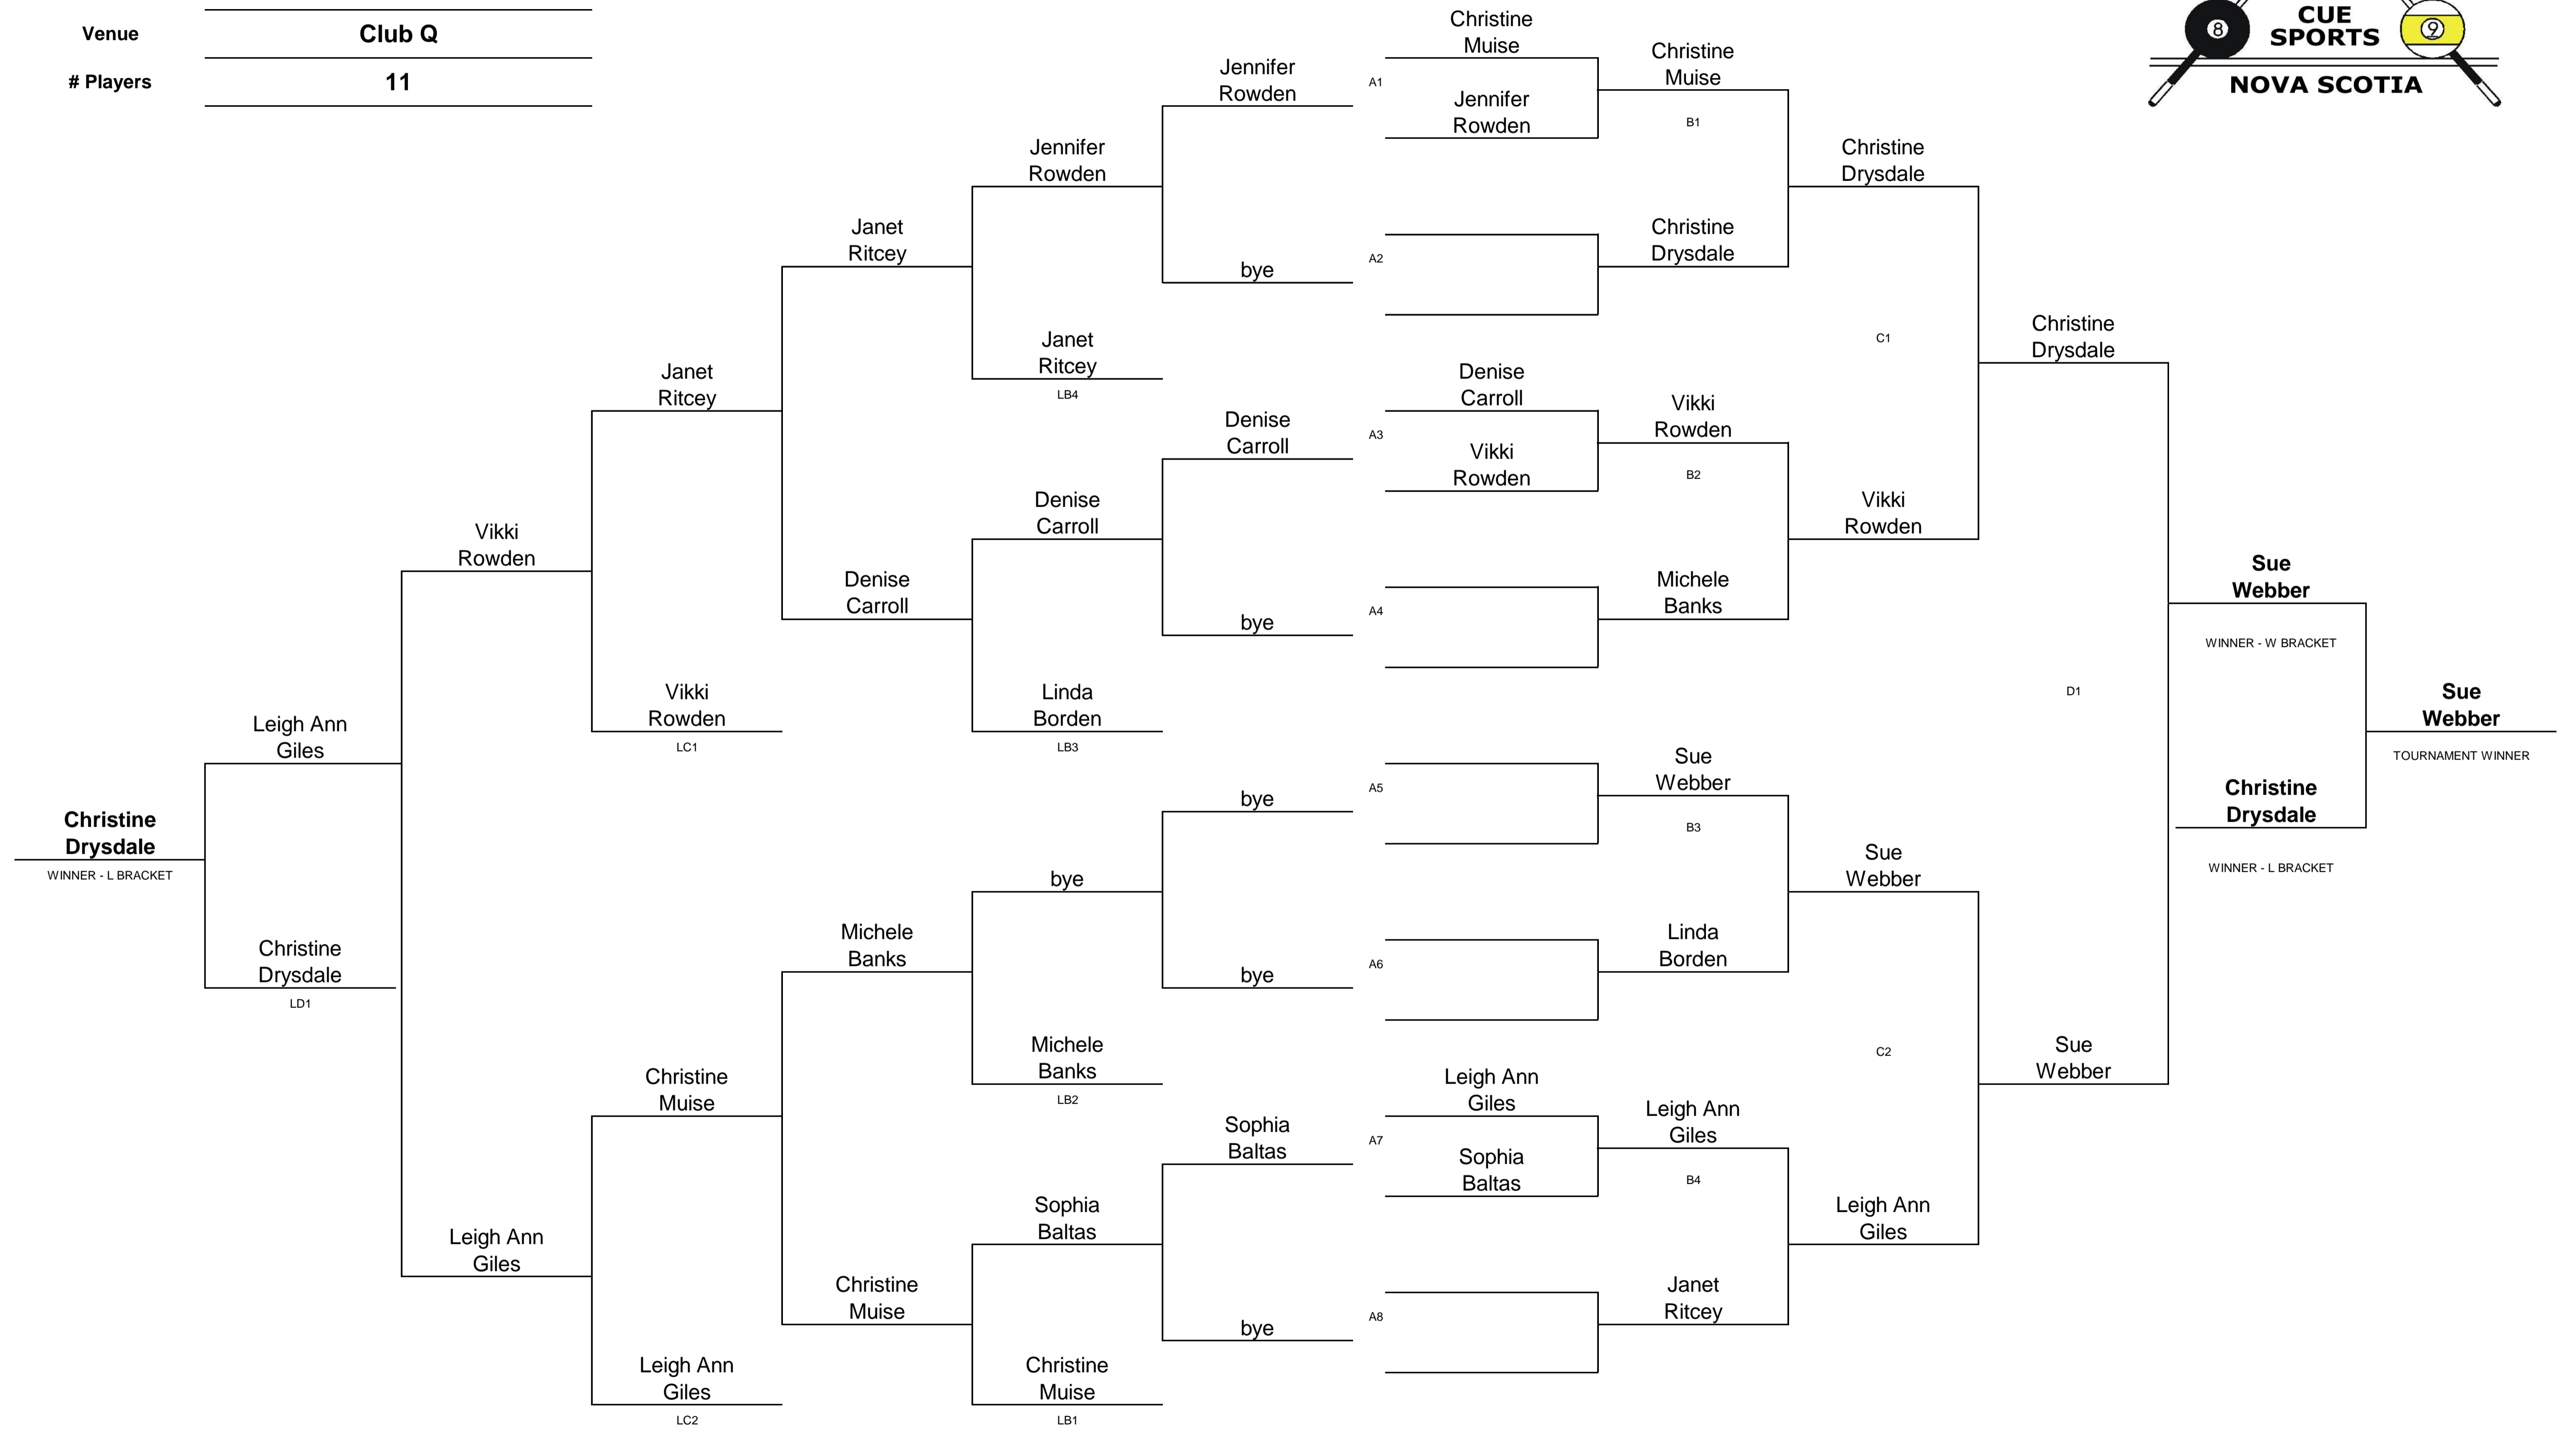 Venue
Club Q
# Players
11
8
CUE
SPORTS
9
NOVA SCOTIA
Christine
Muise
A1
Jennifer
Rowden
Christine
Muise
B1
Jennifer
Rowden
Jennifer
Rowden
Christine
Drysdale
Janet
Ritcey
bye
A2
Christine
Drysdale
Janet
Ritcey
LB4
C1
Christine
Drysdale
Janet
Ritcey
Denise
Carroll
Denise
Carroll
A3
Vikki
Rowden
Vikki
Rowden
B2
Denise
Carroll
Vikki
Rowden
Vikki
Rowden
Denise
Carroll
bye
A4
Michele
Banks
Sue
Webber
WINNER - W BRACKET
Vikki
Rowden
LC1
Linda
Borden
LB3
D1
Sue
Webber
TOURNAMENT WINNER
Leigh Ann
Giles
bye
A5
Sue
Webber
B3
Christine
Drysdale
WINNER - L BRACKET
Christine
Drysdale
WINNER - L BRACKET
bye
Sue
Webber
Christine
Drysdale
LD1
Michele
Banks
bye
A6
Linda
Borden
Michele
Banks
LB2
C2
Sue
Webber
Christine
Muise
Sophia
Baltas
Leigh Ann
Giles
A7
Sophia
Baltas
Leigh Ann
Giles
B4
Leigh Ann
Giles
Sophia
Baltas
Leigh Ann
Giles
Christine
Muise
bye
A8
Janet
Ritcey
Leigh Ann
Giles
LC2
Christine
Muise
LB1